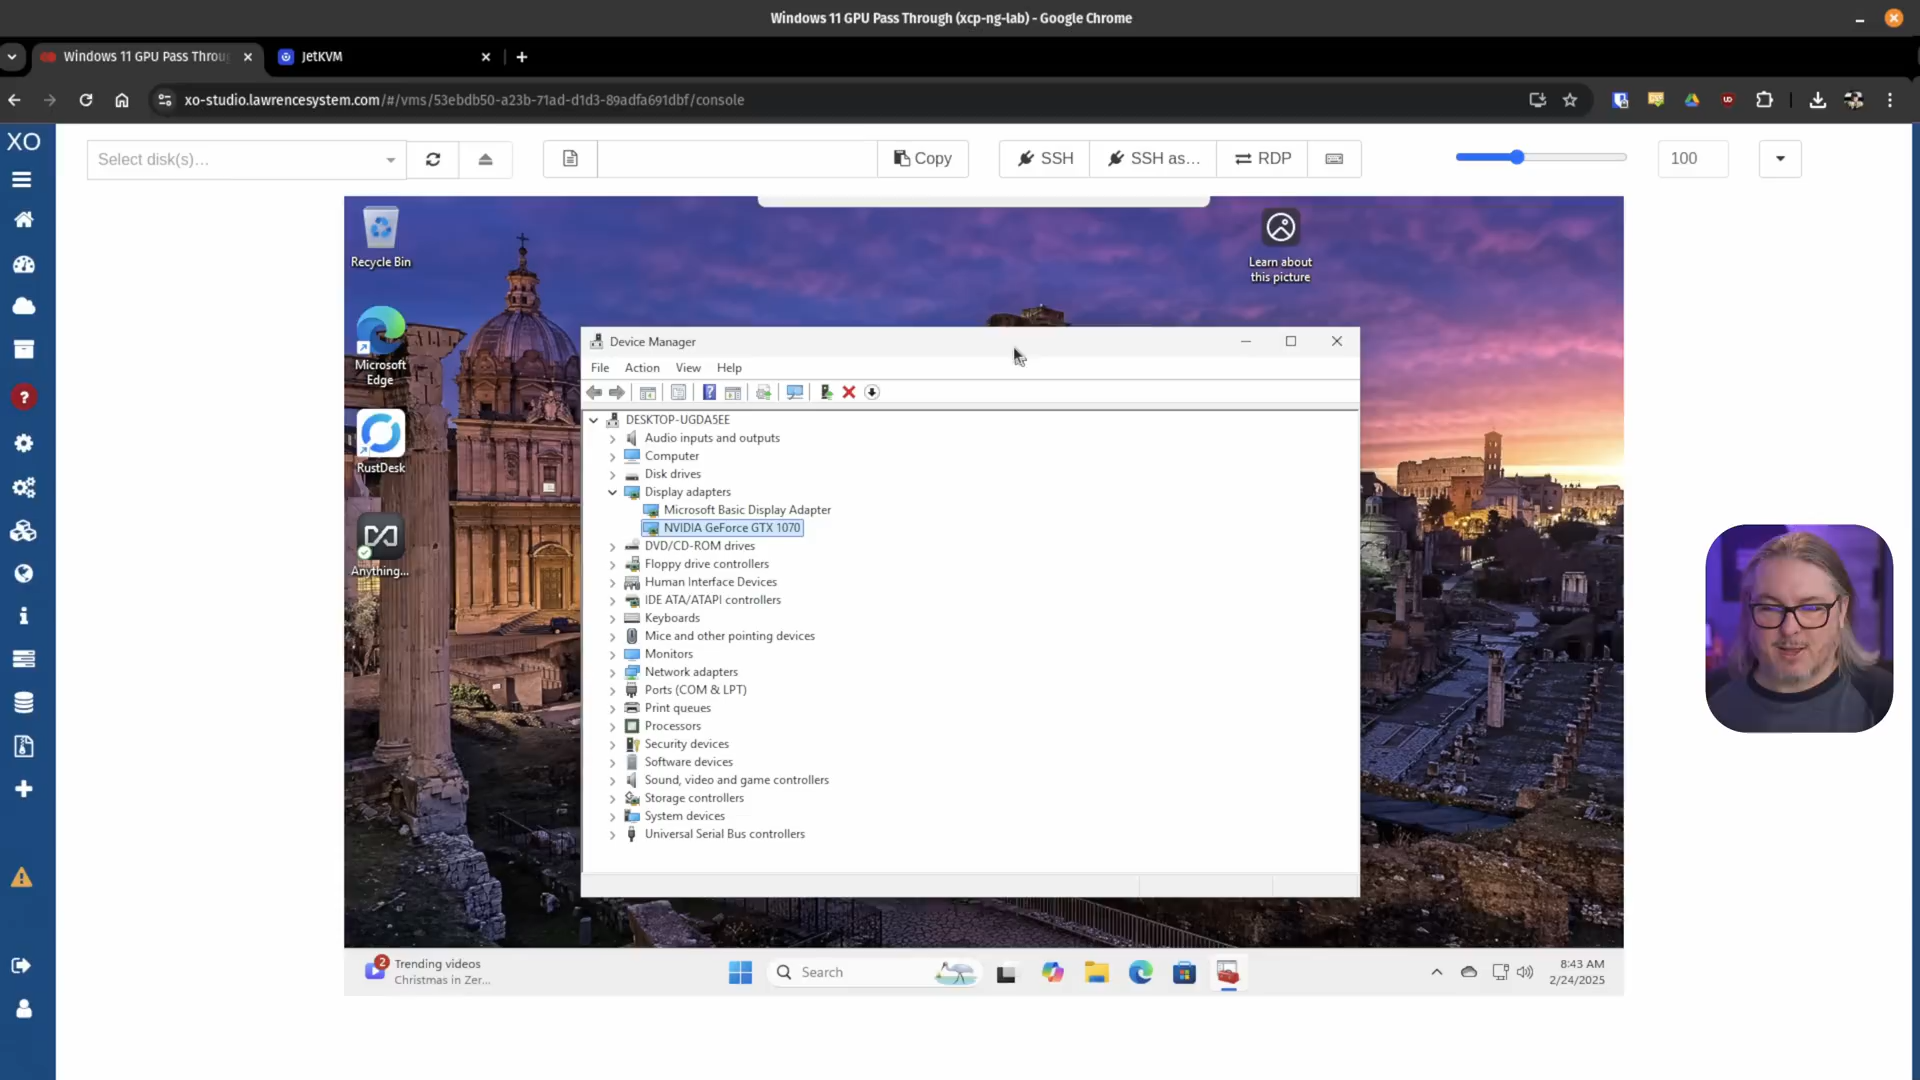 Windows 11 GPU Pass Through (xcp-ng-lab) - Google Chrome
Windows 11 GPU Pass Throu
JetKVM
xo-studio.lawrencesystem.com/#/vms/53ebdb50-a23b-71ad-d1d3-89adfa691dbf/console
XO
Select disk(s)...
Copy
SSH
SSH as...
RDP
100
Recycle Bin
Learn about
this picture
Microsoft
Edge
RustDesk
Anything...
Device Manager
File Action View Help
DESKTOP-UGDA5EE
Audio inputs and outputs
Computer
Disk drives
Display adapters
Microsoft Basic Display Adapter
NVIDIA GeForce GTX 1070
DVD/CD-ROM drives
Floppy drive controllers
Human Interface Devices
IDE ATA/ATAPI controllers
Keyboards
Mice and other pointing devices
Monitors
Network adapters
Ports (COM & LPT)
Print queues
Processors
Security devices
Software devices
Sound, video and game controllers
Storage controllers
System devices
Universal Serial Bus controllers
2
Trending videos
Christmas in Zer...
Search
8:43 AM
2/24/2025